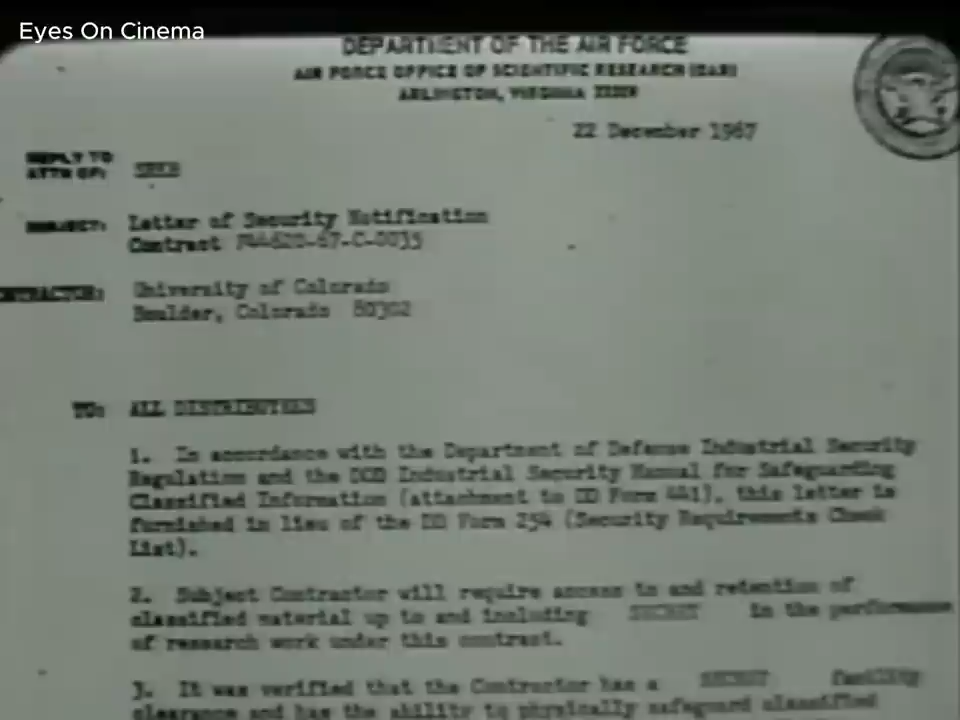 Eyes On Cinema
DEPARTMENT OF THE AIR FORCE
AIR FORCE OFFICE OF SCIENTIFIC RESEARCH (OAR)
ARLINGTON, VIRGINIA 22209
22 December 1967
REPLY TO
ATTN OF:
SUBJECT: Letter of Security Notification
Contract F44620-67-C-0035
CONTRACTOR: University of Colorado
Boulder, Colorado 80302
TO: ALL DISTRIBUTEES
1. In accordance with the Department of Defense Industrial Security
Regulation and the DOD Industrial Security Manual for Safeguarding
Classified Information (attachment to DD Form 441), this letter is
furnished in lieu of the DD Form 254 (Security Requirements Check
List).
2. Subject Contractor will require access to and retention of
classified material up to and including SECRET in the performance
of research work under this contract.
3. It was verified that the Contractor has a SECRET facility
clearance and has the ability to physically safeguard classified